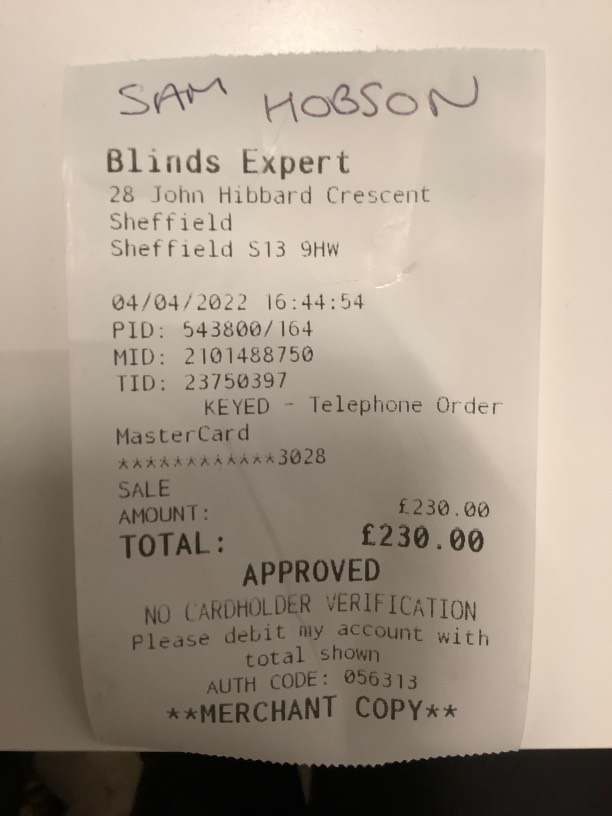 SAM HOBSON
Blinds Expert
28 John Hibbard Crescent
Sheffield
Sheffield S13 9HW
04/04/2022 16:44:54
PID: 543800/164
MID: 2101488750
TID: 23750397
KEYED - Telephone Order
MasterCard
************3028
SALE
AMOUNT: £230.00
TOTAL: £230.00
APPROVED
NO CARDHOLDER VERIFICATION
Please debit my account with
total shown
AUTH CODE: 056313
**MERCHANT COPY**